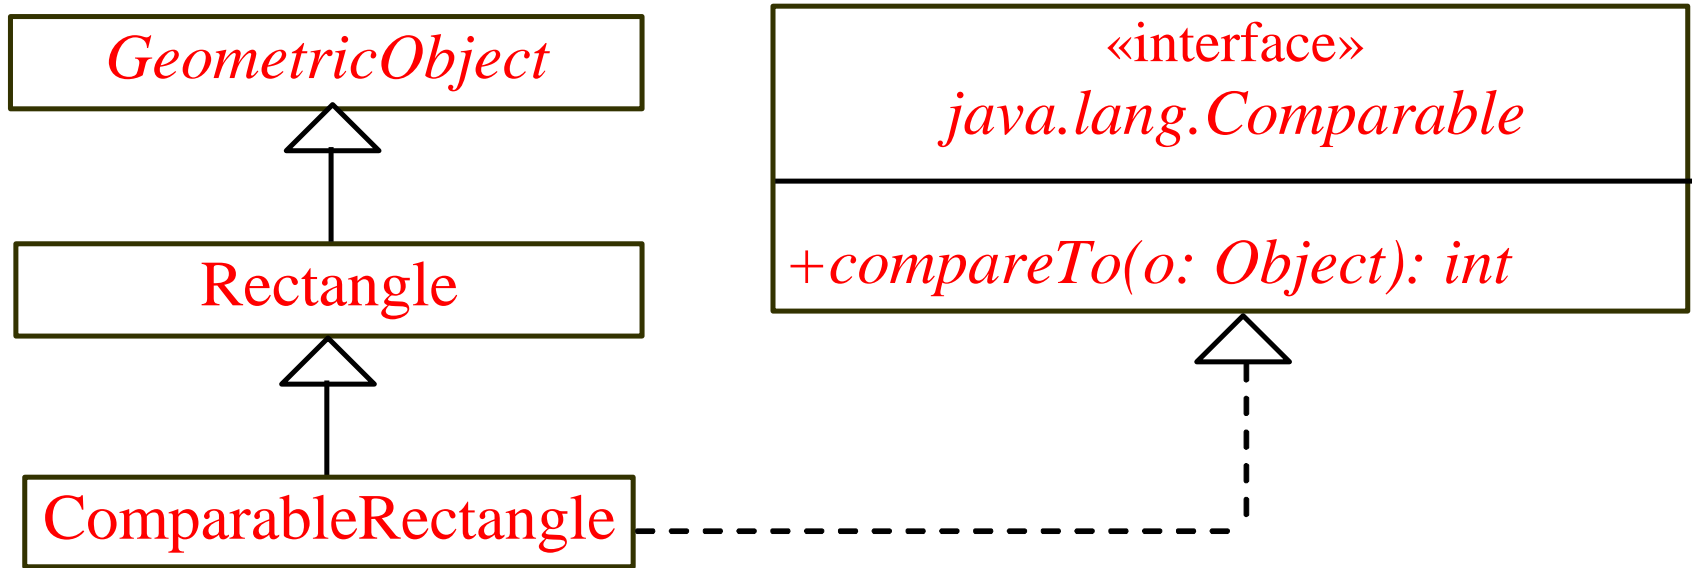 GeometricObject
Rectangle
ComparableRectangle
«interface»
java.lang.Comparable
+compareTo(o: Object): int